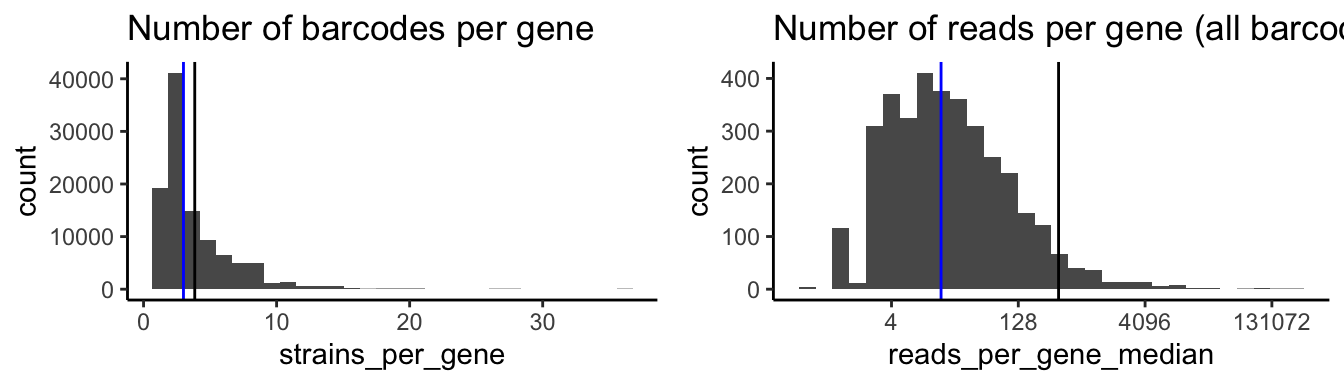 Number of barcodes per gene
40000
30000
20000
10000
0
count
0 10 20 30
strains_per_gene
Number of reads per gene (all barcod
400
300
200
100
0
count
4 128 4096 131072
reads_per_gene_median